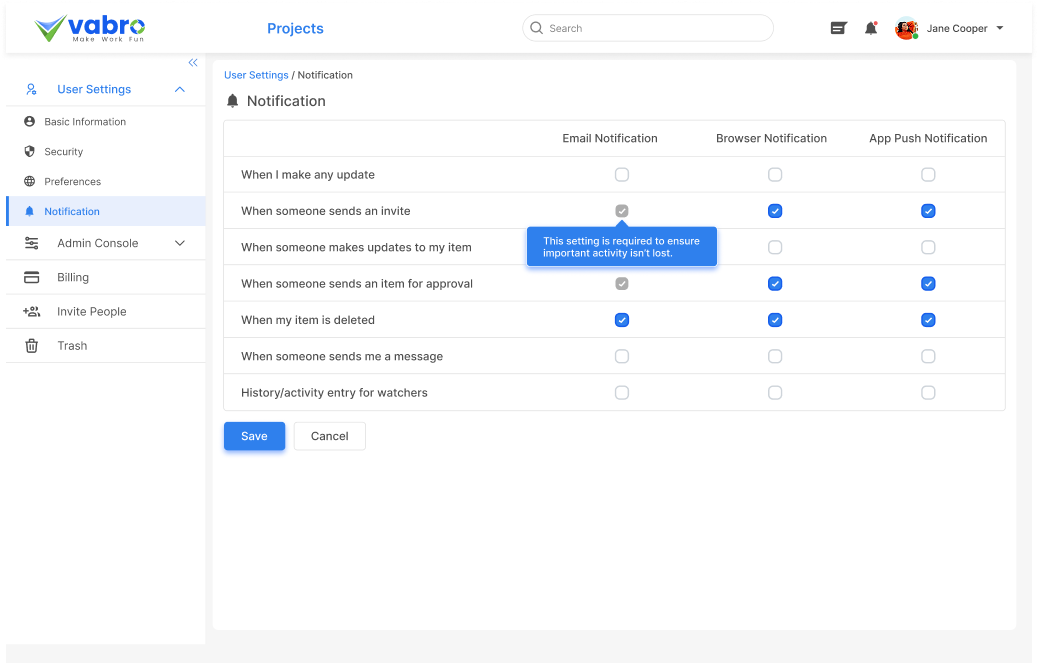 vabro
Make Work Fun
Projects
Search
Jane Cooper
User Settings
Basic Information
Security
Preferences
Notification
Admin Console
Billing
Invite People
Trash
User Settings / Notification
Notification
Email Notification Browser Notification App Push Notification
When I make any update
When someone sends an invite
This setting is required to ensure
important activity isn't lost.
When someone makes updates to my item
When someone sends an item for approval
When my item is deleted
When someone sends me a message
History/activity entry for watchers
Save Cancel